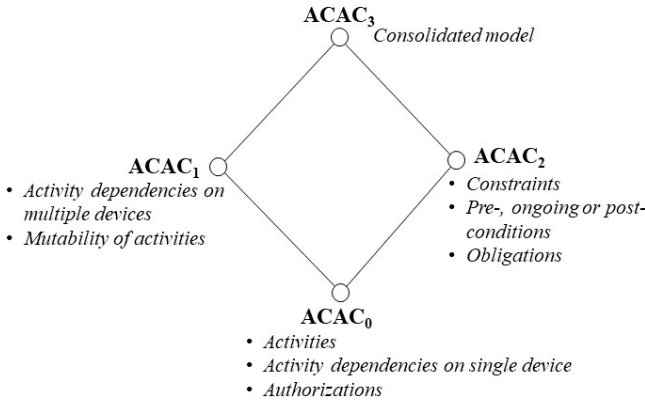 ACAC₃
Consolidated model
ACAC₁
• Activity dependencies on
multiple devices
• Mutability of activities
ACAC₂
• Constraints
• Pre-, ongoing or post-
conditions
• Obligations
ACAC₀
• Activities
• Activity dependencies on single device
• Authorizations